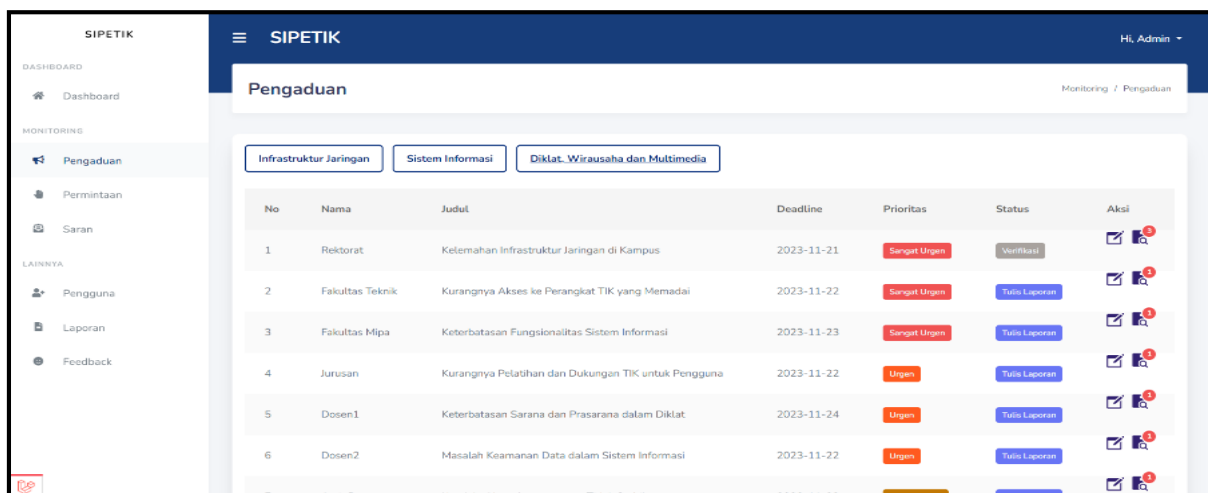 SIPETIK
SIPETIK
Hi, Admin
DASHBOARD
Dashboard
Pengaduan
Monitoring / Pengaduan
MONITORING
Pengaduan
Infrastruktur Jaringan
Sistem Informasi
Diklat, Wirausaha dan Multimedia
Permintaan
Saran
LAINNYA
Pengguna
Laporan
Feedback
No Nama Judul Deadline Prioritas Status Aksi
1 Rektorat Kelemahan Infrastruktur Jaringan di Kampus 2023-11-21 Sangat Urgen Verifikasi 3
2 Fakultas Teknik Kurangnya Akses ke Perangkat TIK yang Memadai 2023-11-22 Sangat Urgen Tulis Laporan 1
3 Fakultas Mipa Keterbatasan Fungsionalitas Sistem Informasi 2023-11-23 Sangat Urgen Tulis Laporan 1
4 Jurusan Kurangnya Pelatihan dan Dukungan TIK untuk Pengguna 2023-11-22 Urgen Tulis Laporan 1
5 Dosen1 Keterbatasan Sarana dan Prasarana dalam Diklat 2023-11-24 Urgen Tulis Laporan 1
6 Dosen2 Masalah Keamanan Data dalam Sistem Informasi 2023-11-22 Urgen Tulis Laporan 1
1